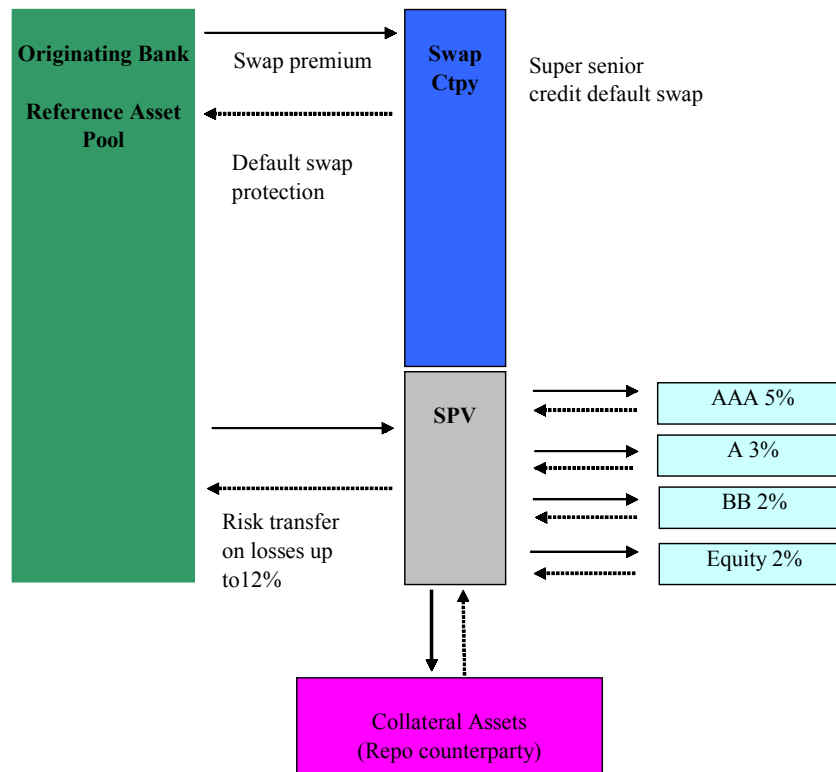 Originating Bank
Reference Asset
Pool
Swap premium
Default swap
protection
Swap
Ctpy
Super senior
credit default swap
SPV
Risk transfer
on losses up
to12%
AAA 5%
A 3%
BB 2%
Equity 2%
Collateral Assets
(Repo counterparty)